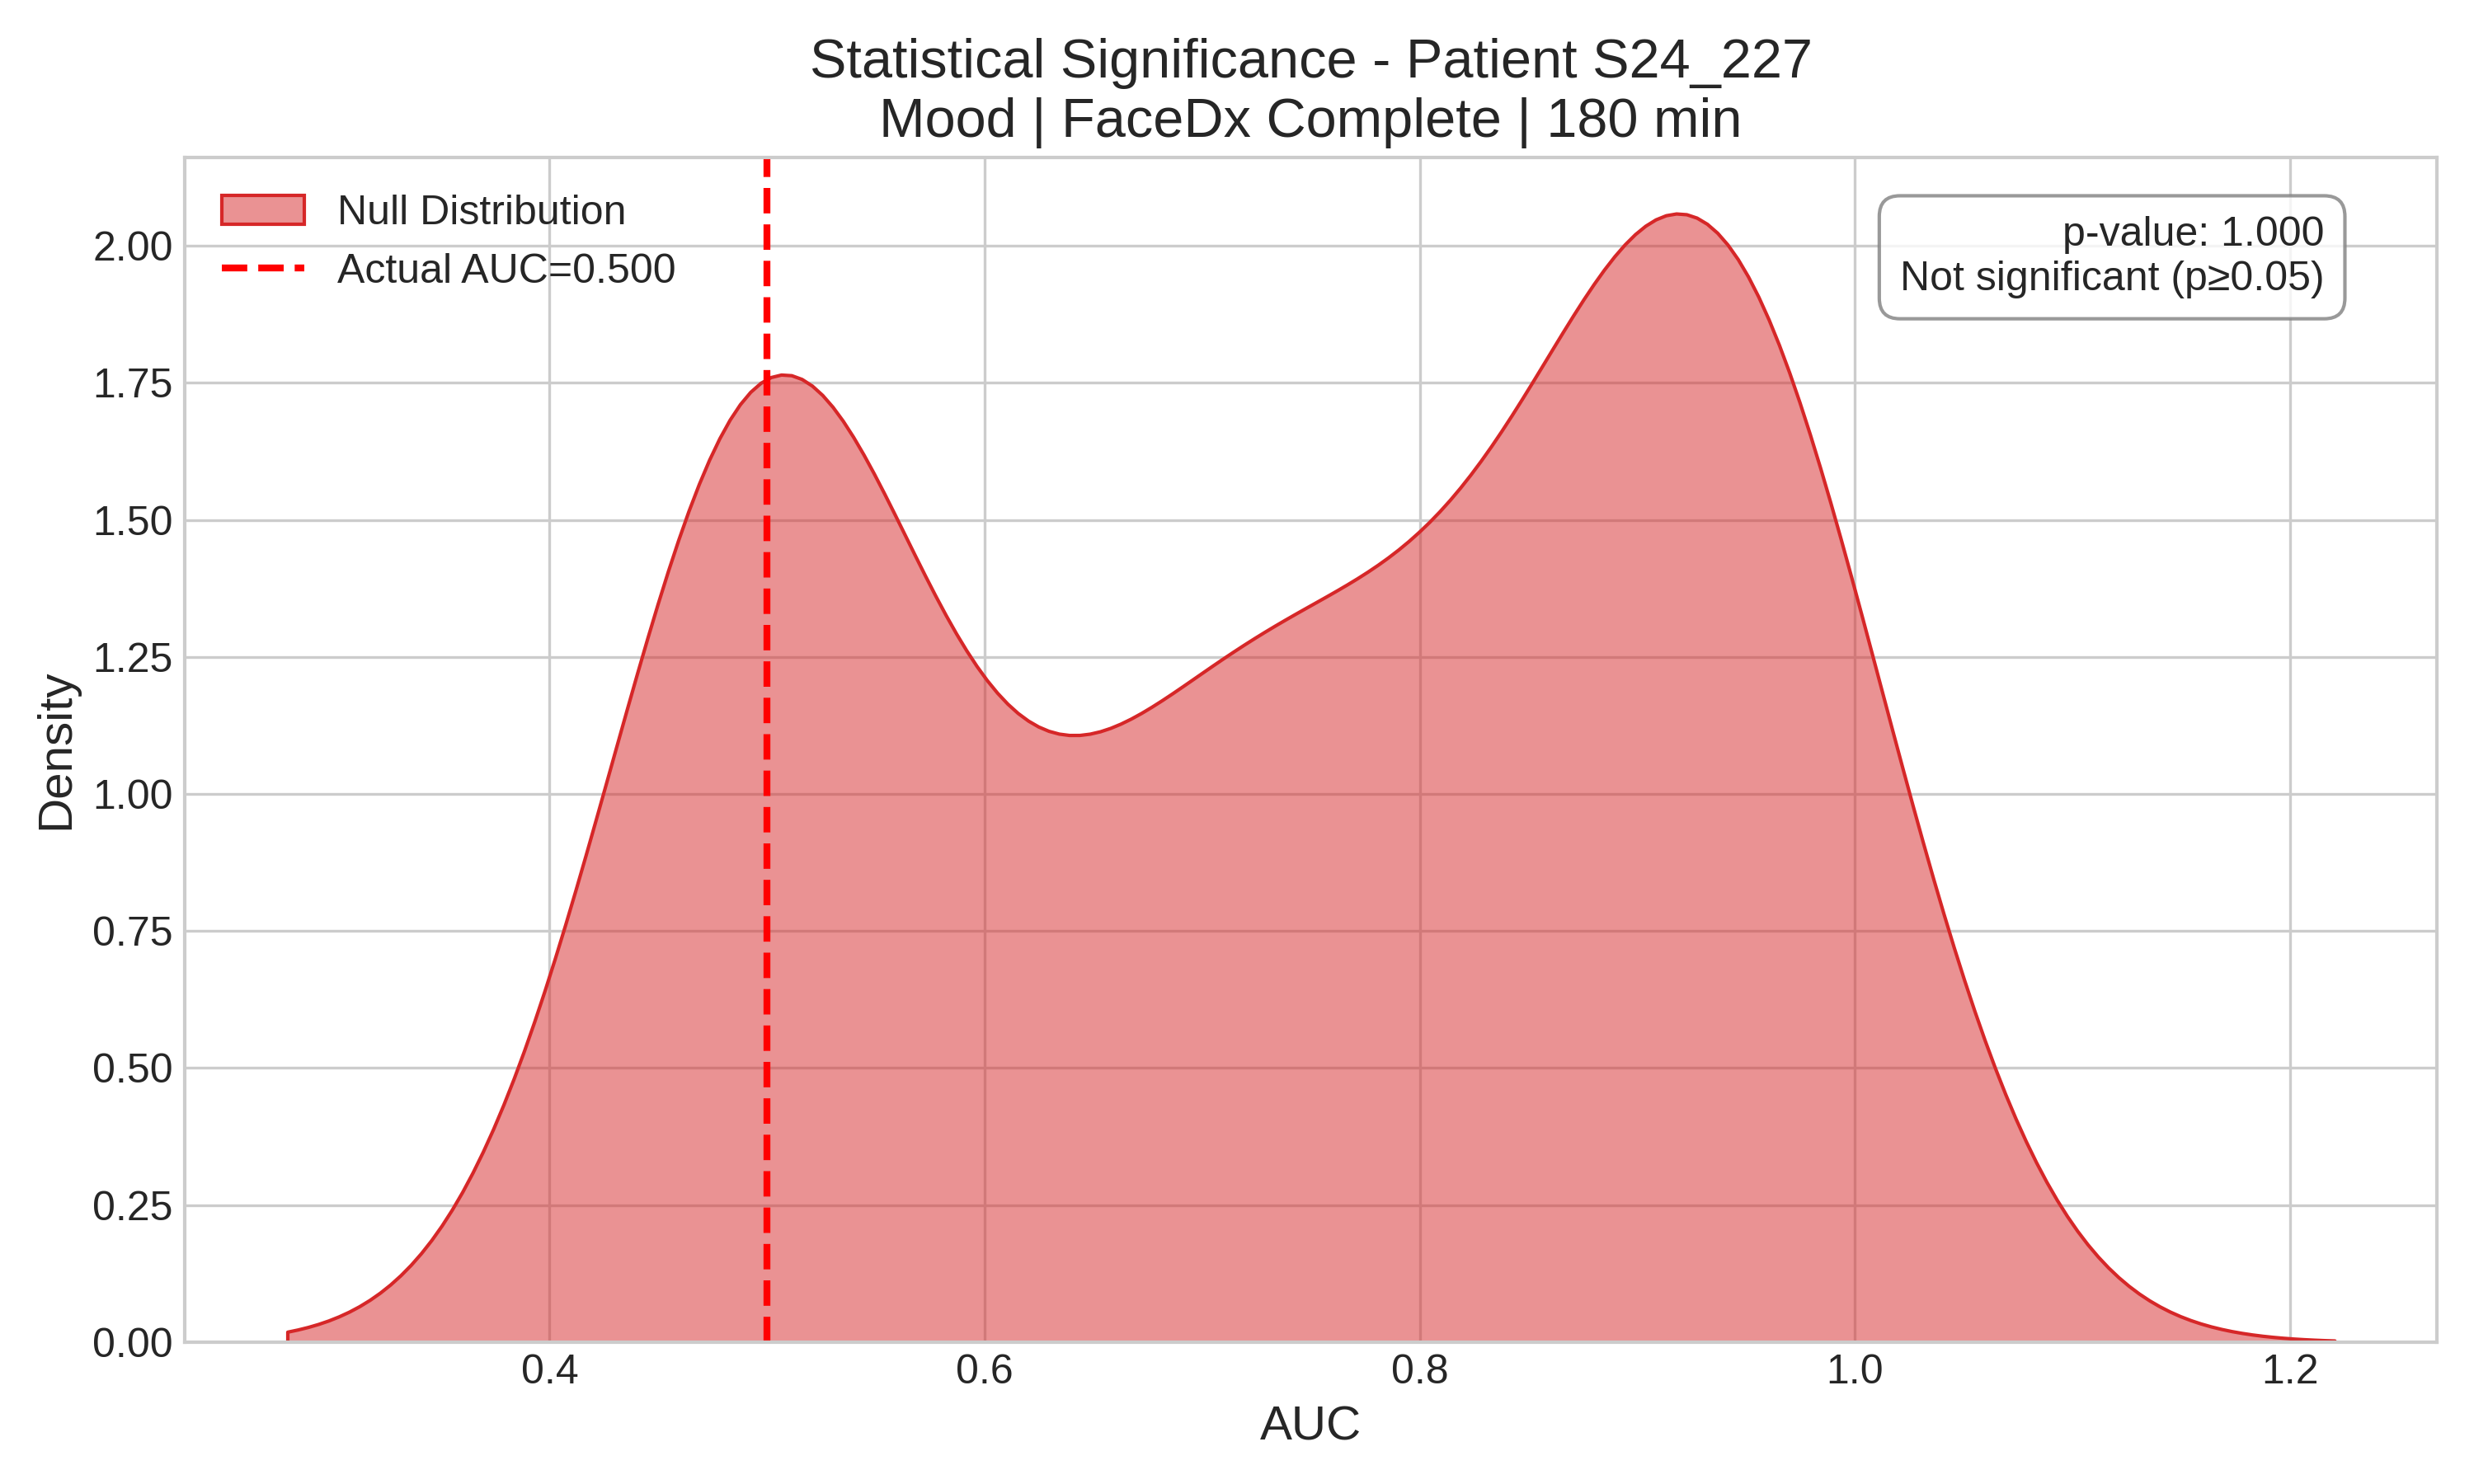 Statistical Significance - Patient S24_227
Mood | FaceDx Complete | 180 min
Null Distribution
Actual AUC=0.500
p-value: 1.000
Not significant (p≥0.05)
Density
2.00
1.75
1.50
1.25
1.00
0.75
0.50
0.25
0.00
0.4
0.6
0.8
1.0
1.2
AUC